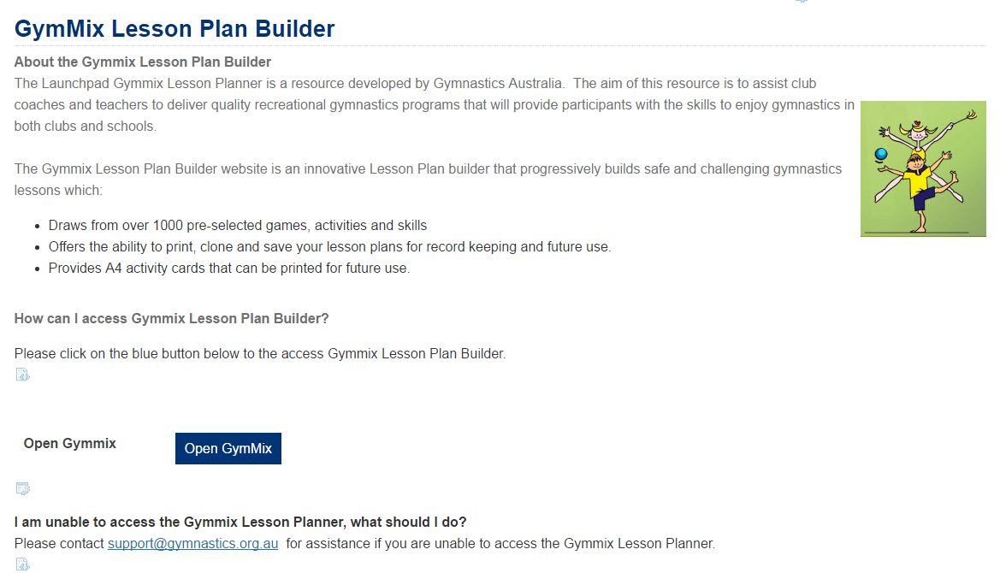 GymMix Lesson Plan Builder
About the Gymmix Lesson Plan Builder
The Launchpad Gymmix Lesson Planner is a resource developed by Gymnastics Australia.  The aim of this resource is to assist club
coaches and teachers to deliver quality recreational gymnastics programs that will provide participants with the skills to enjoy gymnastics in
both clubs and schools.
The Gymmix Lesson Plan Builder website is an innovative Lesson Plan builder that progressively builds safe and challenging gymnastics
lessons which:
• Draws from over 1000 pre-selected games, activities and skills
• Offers the ability to print, clone and save your lesson plans for record keeping and future use.
• Provides A4 activity cards that can be printed for future use.
How can I access Gymmix Lesson Plan Builder?
Please click on the blue button below to the access Gymmix Lesson Plan Builder.
Open Gymmix
Open GymMix
I am unable to access the Gymmix Lesson Planner, what should I do?
Please contact support@gymnastics.org.au  for assistance if you are unable to access the Gymmix Lesson Planner.